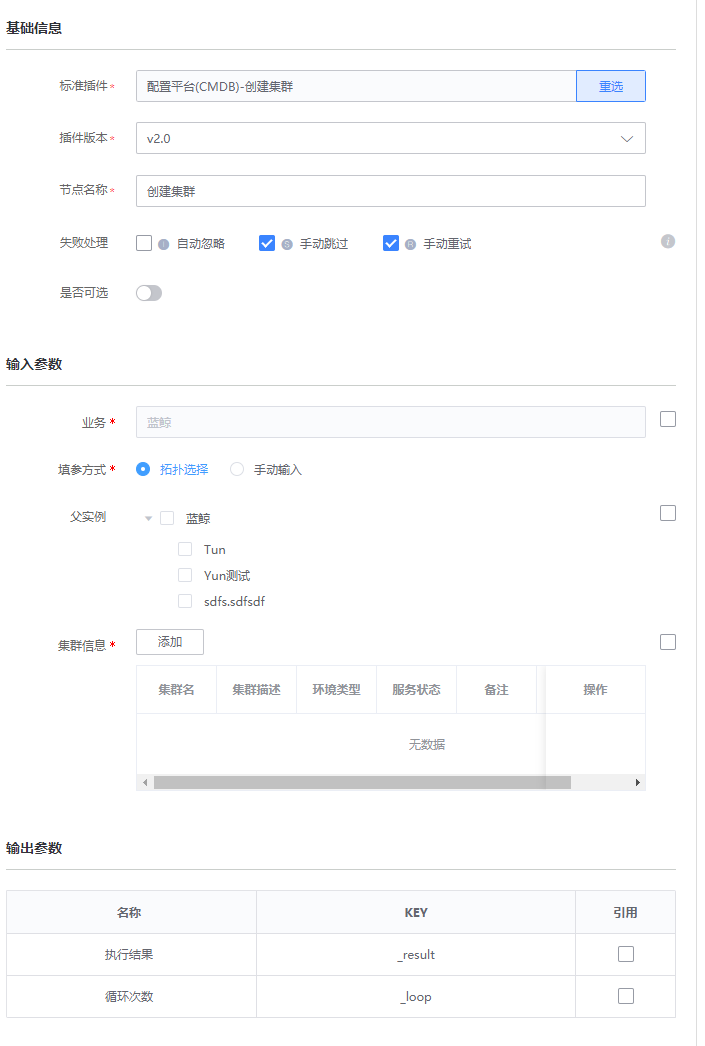 基础信息
标准插件* 配置平台(CMDB)-创建集群 重选
插件版本* v2.0
节点名称* 创建集群
失败处理 自动忽略 S 手动跳过 R 手动重试 i
是否可选
输入参数
业务* 蓝鲸
填参方式* 拓扑选择 手动输入
父实例 蓝鲸
Tun
Yun测试
sdfs.sdfsdf
集群信息* 添加
集群名 集群描述 环境类型 服务状态 备注 操作
无数据
输出参数
名称 KEY 引用
执行结果 _result
循环次数 _loop